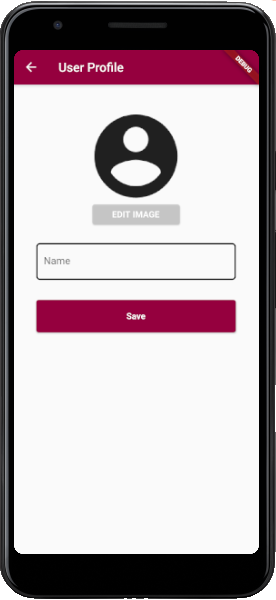 User Profile
DEBUG
EDIT IMAGE
Name
Save